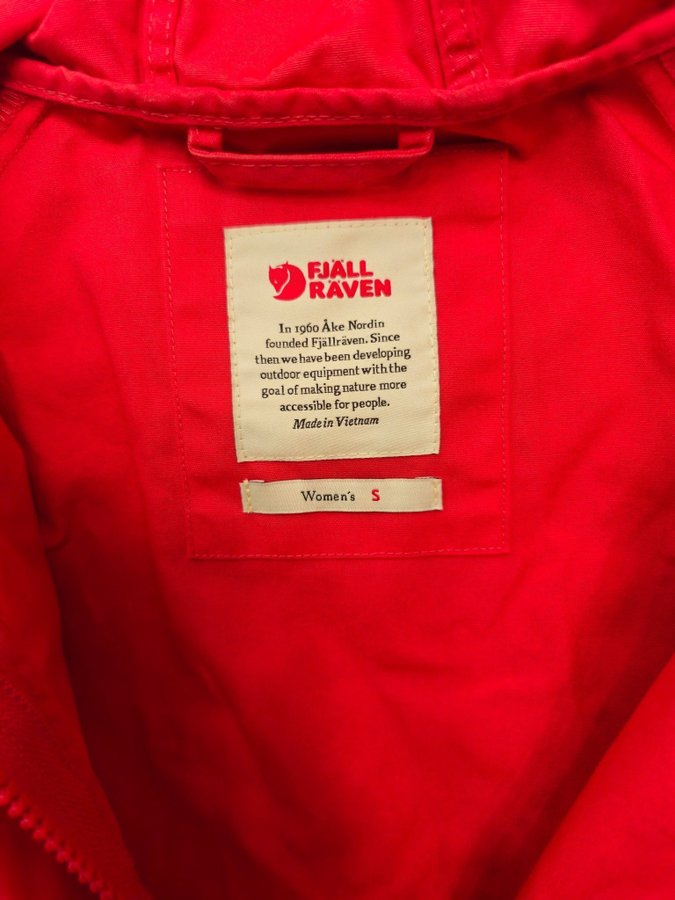 FJÄLL
RÄVEN
In 1960 Åke Nordin
founded Fjällräven. Since
then we have been developing
outdoor equipment with the
goal of making nature more
accessible for people.
Made in Vietnam
Women's S